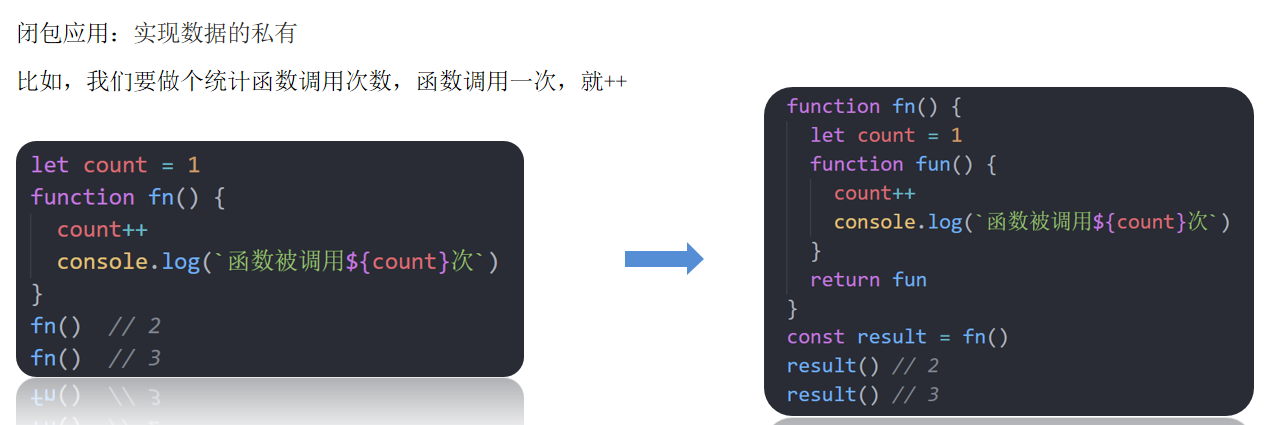 闭包应用：实现数据的私有
比如，我们要做个统计函数调用次数，函数调用一次，就++
let count = 1
function fn() {
  count++
  console.log(`函数被调用${count}次`)
}
fn()  // 2
fn()  // 3
function fn() {
  let count = 1
  function fun() {
    count++
    console.log(`函数被调用${count}次`)
  }
  return fun
}
const result = fn()
result() // 2
result() // 3